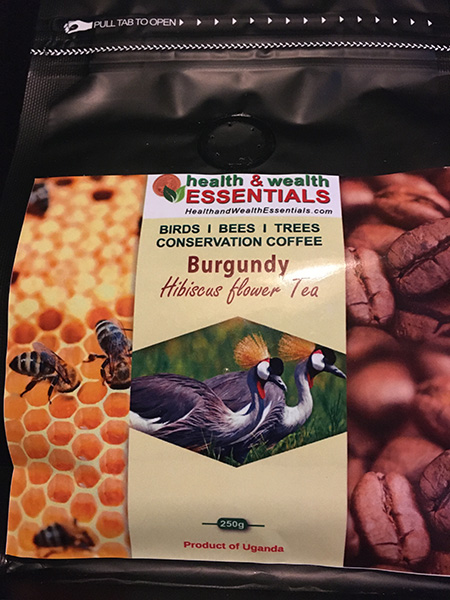 PULL TAB TO OPEN
health & wealth
ESSENTIALS
HealthandWealthEssentials.com
BIRDS I BEES I TREES
CONSERVATION COFFEE
Burgundy
Hibiscus flower Tea
250g
Product of Uganda